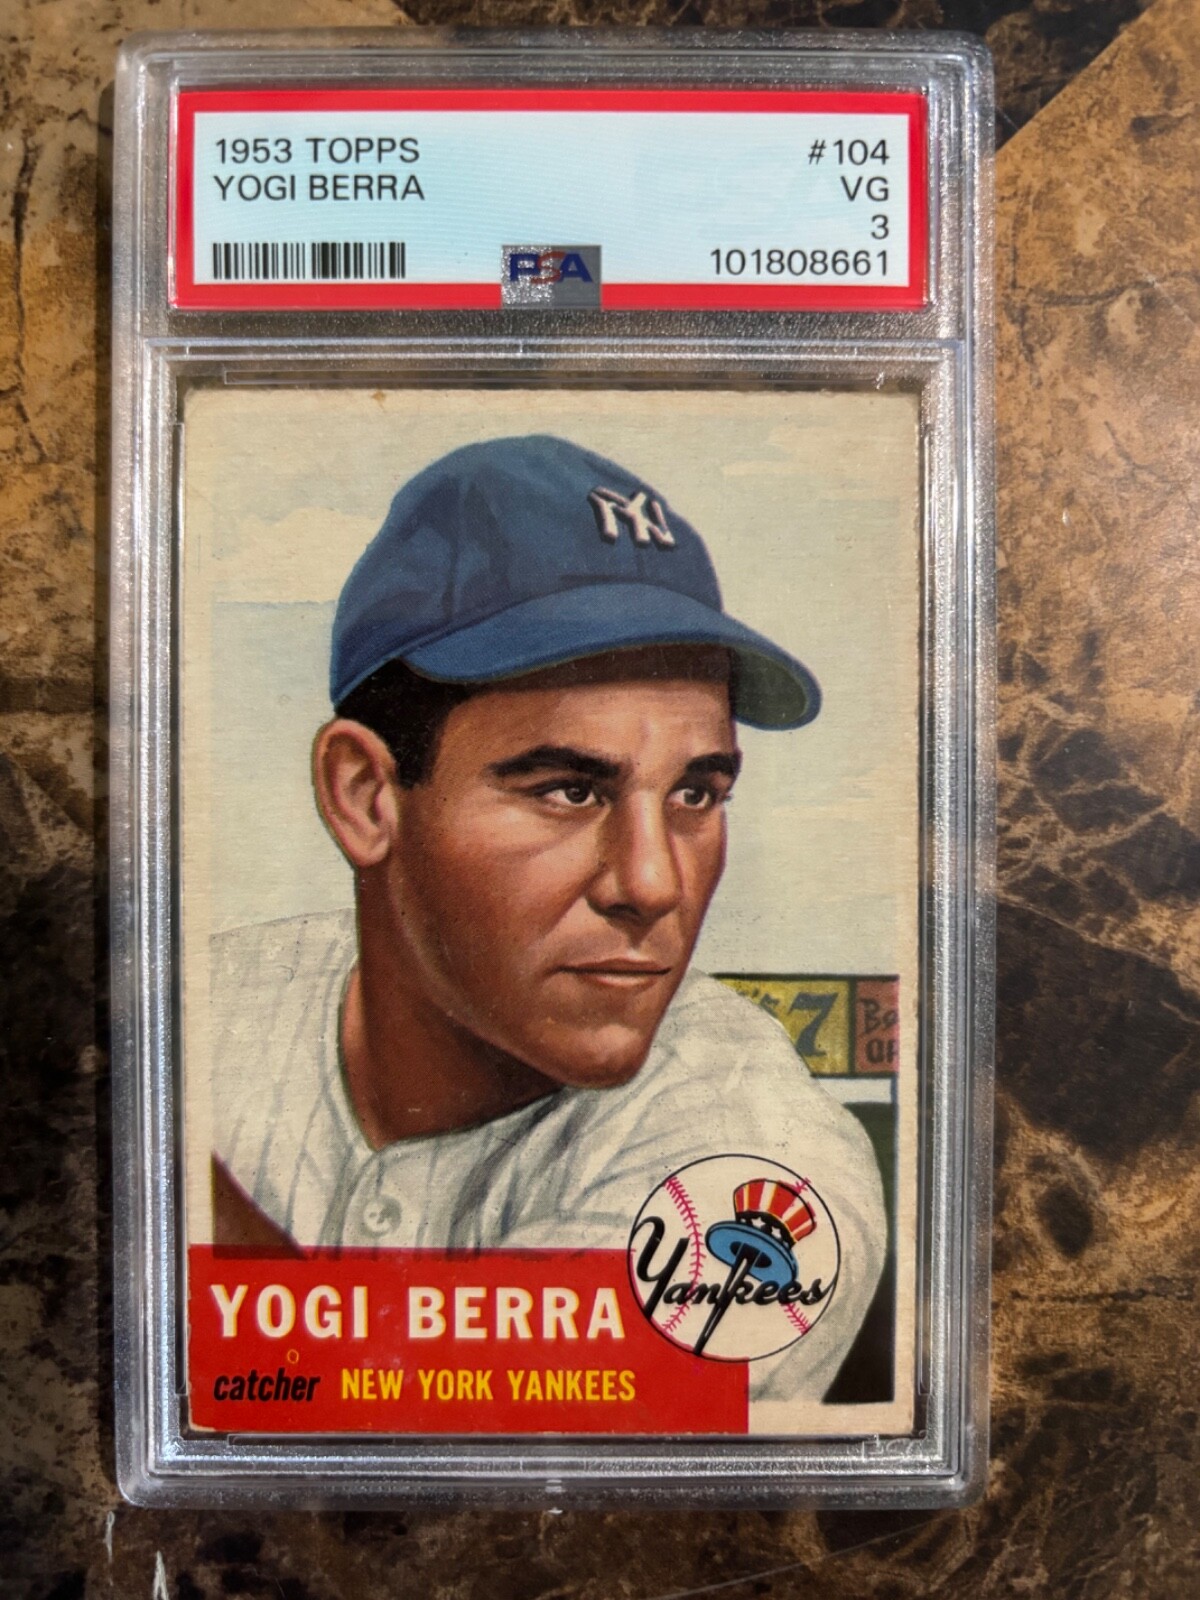 1953 TOPPS #104
YOGI BERRA VG
3
PSA 101808661
NY
7
Yankees
YOGI BERRA
catcher NEW YORK YANKEES